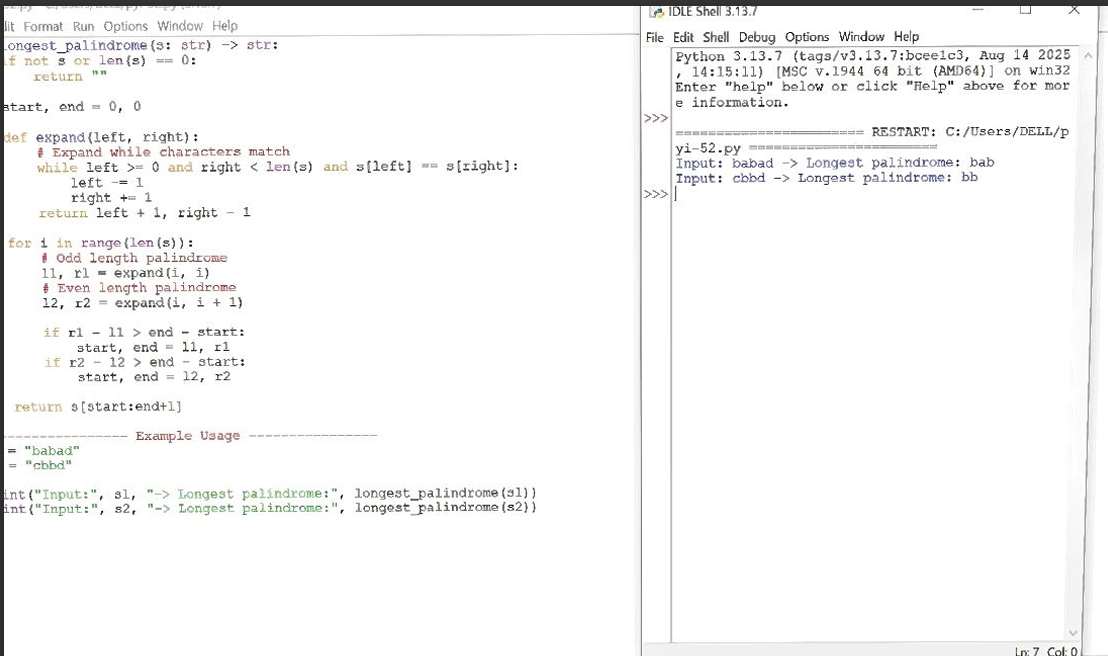 lit Format Run Options Window Help
longest_palindrome(s: str) -> str:
if not s or len(s) == 0:
return ""
start, end = 0, 0
def expand(left, right):
# Expand while characters match
while left >= 0 and right < len(s) and s[left] == s[right]:
left -= 1
right += 1
return left + 1, right - 1
for i in range(len(s)):
# Odd length palindrome
l1, r1 = expand(i, i)
# Even length palindrome
l2, r2 = expand(i, i + 1)
if r1 - l1 > end - start:
start, end = l1, r1
if r2 - l2 > end - start:
start, end = l2, r2
return s[start:end+1]
---------------- Example Usage ----------------
= "babad"
= "cbbd"
int("Input:", s1, "-> Longest palindrome:", longest_palindrome(s1))
int("Input:", s2, "-> Longest palindrome:", longest_palindrome(s2))
IDLE Shell 3.13.7
File Edit Shell Debug Options Window Help
Python 3.13.7 (tags/v3.13.7:bcee1c3, Aug 14 2025
, 14:15:11) [MSC v.1944 64 bit (AMD64)] on win32
Enter "help" below or click "Help" above for mor
e information.
>>>
======================== RESTART: C:/Users/DELL/p
yi-52.py ========================
Input: babad -> Longest palindrome: bab
Input: cbbd -> Longest palindrome: bb
>>>
Ln: 7 Col: 0